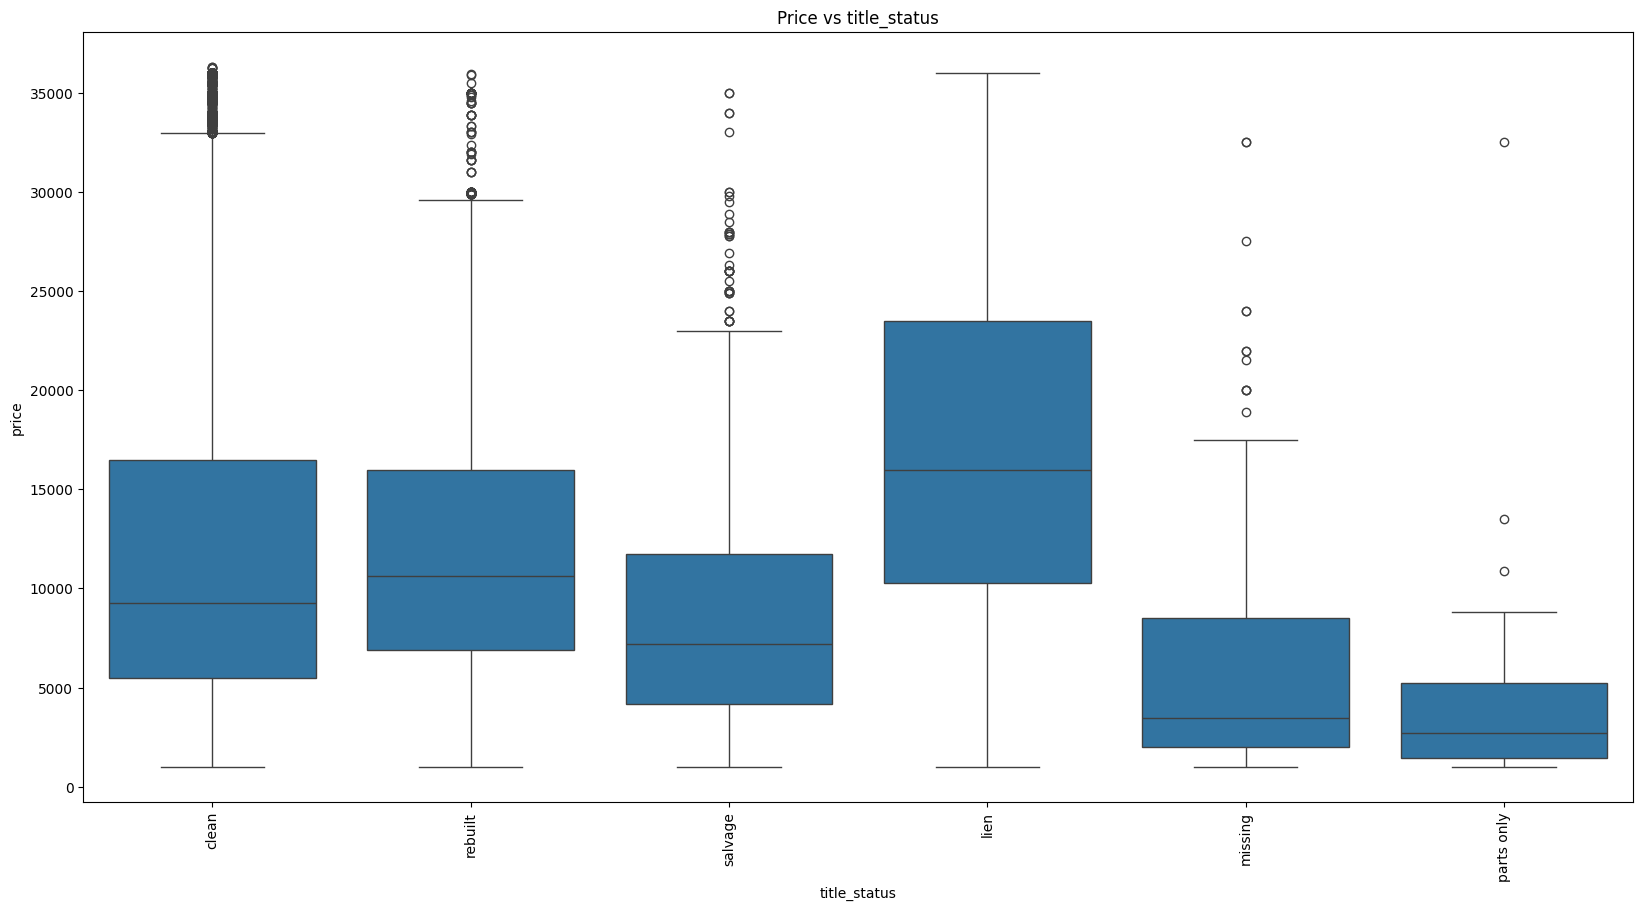 Price vs title_status
price
35000
30000
25000
20000
15000
10000
5000
0
clean
rebuilt
salvage
lien
missing
parts only
title_status